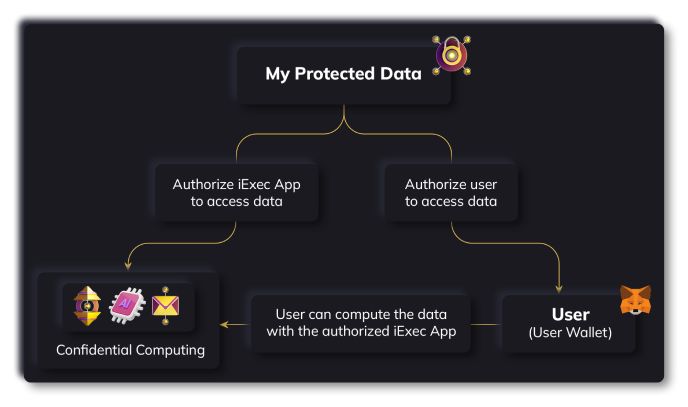 My Protected Data
Authorize iExec App
to access data
Authorize user
to access data
AI
User can compute the data
with the authorized iExec App
User
(User Wallet)
Confidential Computing